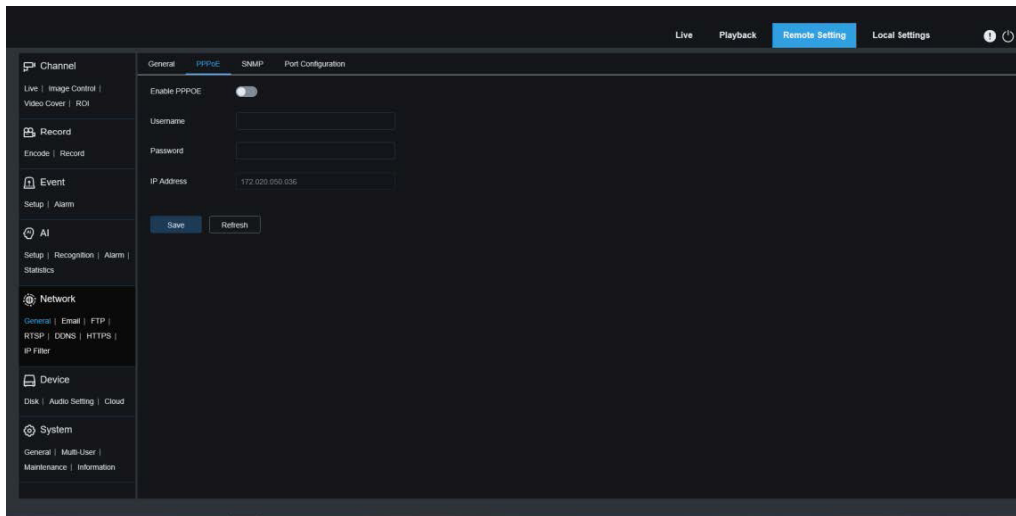 Live Playback Remote Setting Local Settings
Channel
Live | Image Control |
Video Cover | ROI
Record
Encode | Record
Event
Setup | Alarm
AI
Setup | Recognition | Alarm |
Statistics
Network
General | Email | FTP |
RTSP | DDNS | HTTPS |
IP Filter
Device
Disk | Audio Setting | Cloud
System
General | Multi-User |
Maintenance | Information
General PPPoE SNMP Port Configuration
Enable PPPOE
Username
Password
IP Address 172.020.050.036
Save Refresh